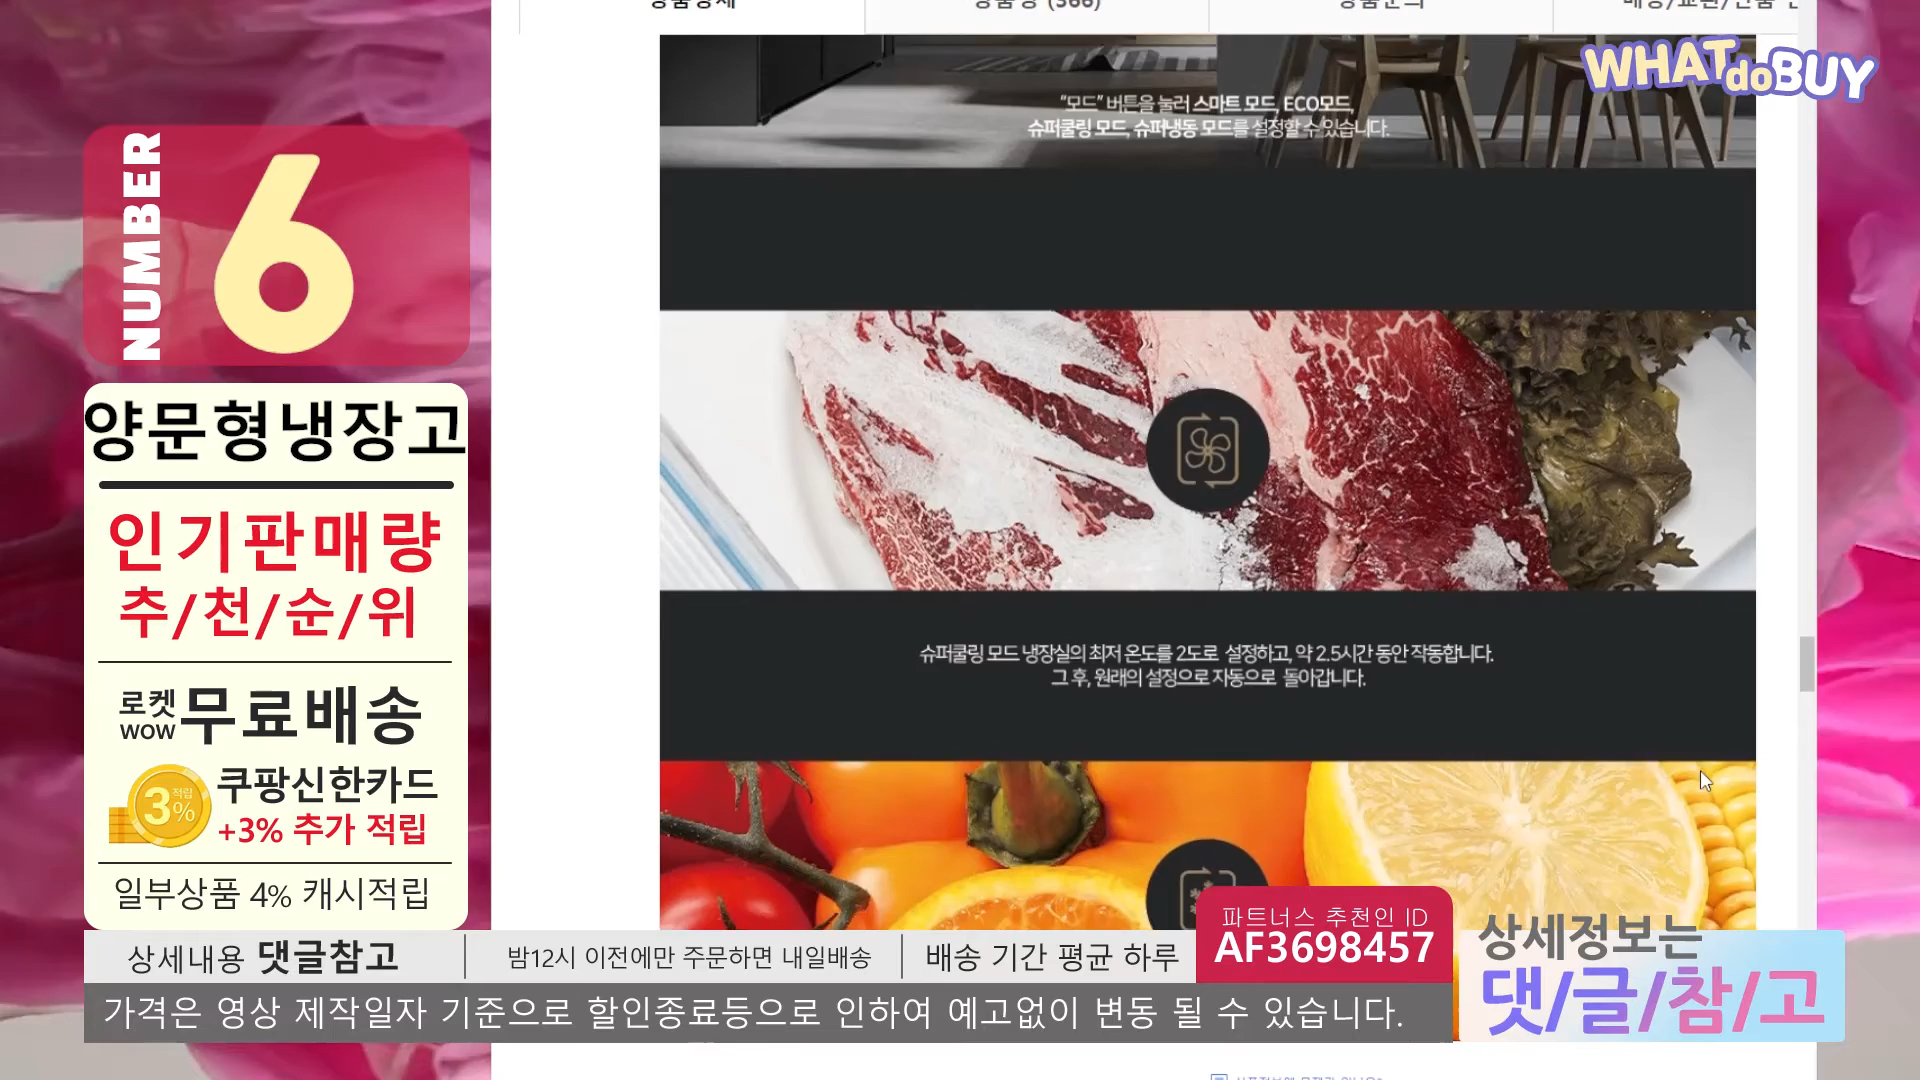 WHAT do BUY
"모드" 버튼을 눌러 스마트 모드, ECO모드,
슈퍼쿨링 모드, 슈퍼냉동 모드를 설정할 수 있습니다.
NUMBER
6
양문형냉장고
인기판매량
추/천/순/위
로켓 WOW 무료배송
3% 적립
쿠팡신한카드
+3% 추가 적립
일부상품 4% 캐시적립
슈퍼쿨링 모드 냉장실의 최저 온도를 2도로 설정하고, 약 2.5시간 동안 작동합니다.
그 후, 원래의 설정으로 자동으로 돌아갑니다.
상세내용 댓글참고
밤12시 이전에만 주문하면 내일배송
배송 기간 평균 하루
파트너스 추천인 ID
AF3698457
상세정보는
댓/글/참/고
가격은 영상 제작일자 기준으로 할인종료등으로 인하여 예고없이 변동 될 수 있습니다.